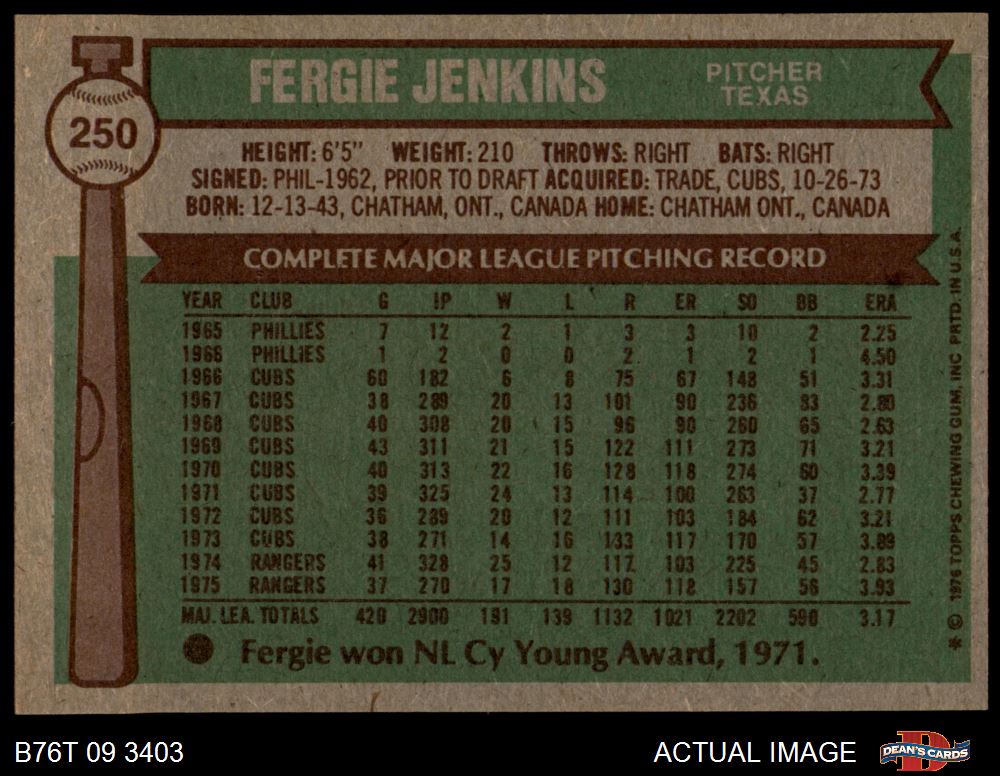 250
FERGIE JENKINS
PITCHER
TEXAS
HEIGHT: 6'5" WEIGHT: 210 THROWS: RIGHT BATS: RIGHT
SIGNED: PHIL-1962, PRIOR TO DRAFT ACQUIRED: TRADE, CUBS, 10-26-73
BORN: 12-13-43, CHATHAM, ONT., CANADA HOME: CHATHAM ONT., CANADA
COMPLETE MAJOR LEAGUE PITCHING RECORD
YEAR CLUB G IP W L R ER SO BB ERA
1965 PHILLIES 7 12 2 1 3 3 10 2 2.25
1966 PHILLIES 1 2 0 0 2 1 2 1 4.50
1966 CUBS 60 182 6 8 75 67 148 51 3.31
1967 CUBS 38 289 20 13 101 90 236 83 2.80
1968 CUBS 40 308 20 15 96 90 260 65 2.63
1969 CUBS 43 311 21 15 122 111 273 71 3.21
1970 CUBS 40 313 22 16 128 118 274 60 3.39
1971 CUBS 39 325 24 13 114 100 263 37 2.77
1972 CUBS 36 289 20 12 111 103 184 62 3.21
1973 CUBS 38 271 14 16 133 117 170 57 3.89
1974 RANGERS 41 328 25 12 117 103 225 45 2.83
1975 RANGERS 37 270 17 18 130 118 157 56 3.93
MAJ. LEA. TOTALS 420 2900 191 139 1132 1021 2202 590 3.17
Fergie won NL Cy Young Award, 1971.
* © 1976 TOPPS CHEWING GUM, INC PRTD. IN U.S.A.
B76T 09 3403
ACTUAL IMAGE
DEAN'S CARDS